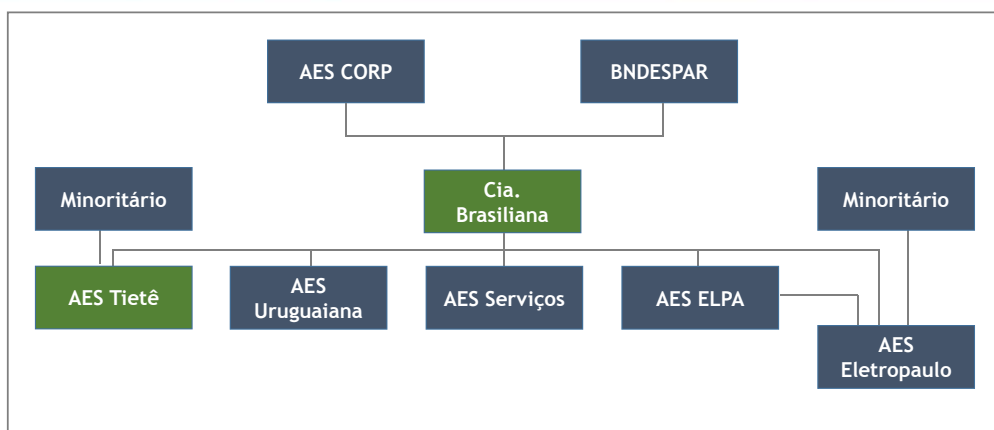 AES CORP
BNDESPAR
Minoritário
Cia.
Brasiliana
Minoritário
AES Tietê
AES
Uruguaiana
AES Serviços
AES ELPA
AES
Eletropaulo